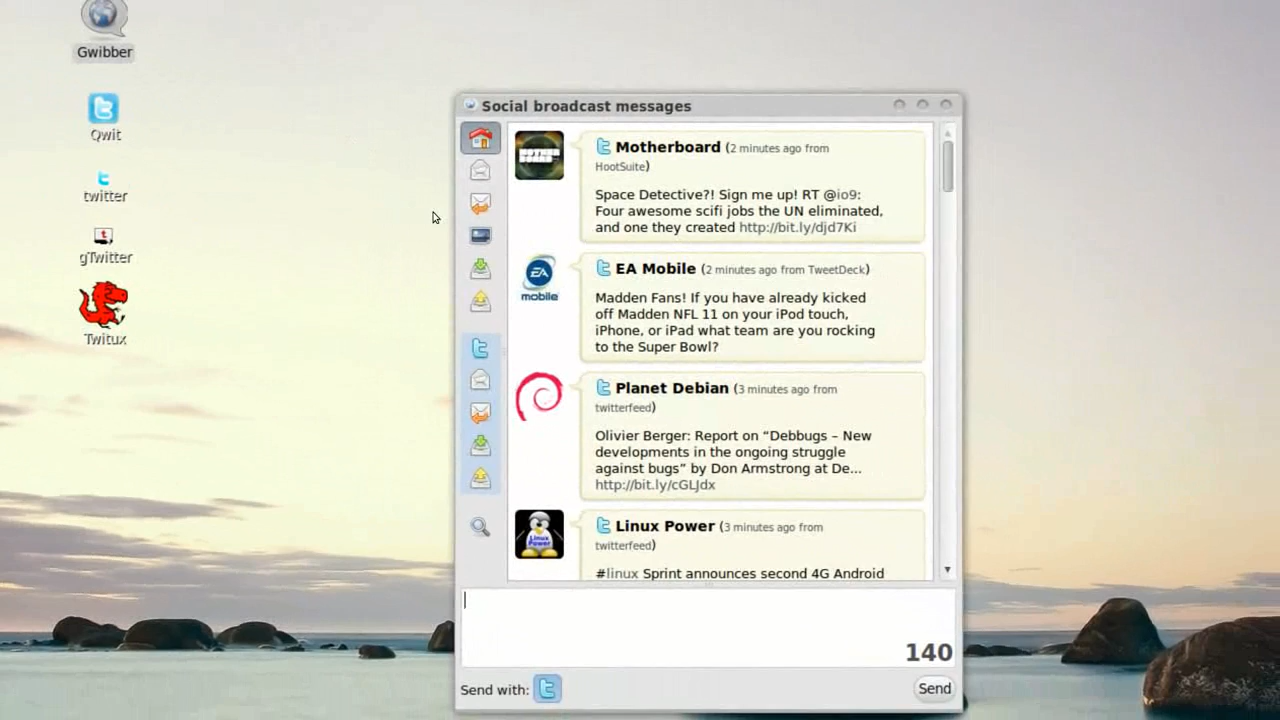 Gwibber
Qwit
twitter
gTwitter
Twitux
Social broadcast messages
Motherboard (2 minutes ago from
HootSuite)
Space Detective?! Sign me up! RT @io9:
Four awesome scifi jobs the UN eliminated,
and one they created http://bit.ly/djd7Ki
EA
mobile
EA Mobile (2 minutes ago from TweetDeck)
Madden Fans! If you have already kicked
off Madden NFL 11 on your iPod touch,
iPhone, or iPad what team are you rocking
to the Super Bowl?
Planet Debian (3 minutes ago from
twitterfeed)
Olivier Berger: Report on “Debbugs – New
developments in the ongoing struggle
against bugs” by Don Armstrong at De...
http://bit.ly/cGLJdx
Linux
Power
Linux Power (3 minutes ago from
twitterfeed)
#linux Sprint announces second 4G Android
140
Send with:
Send